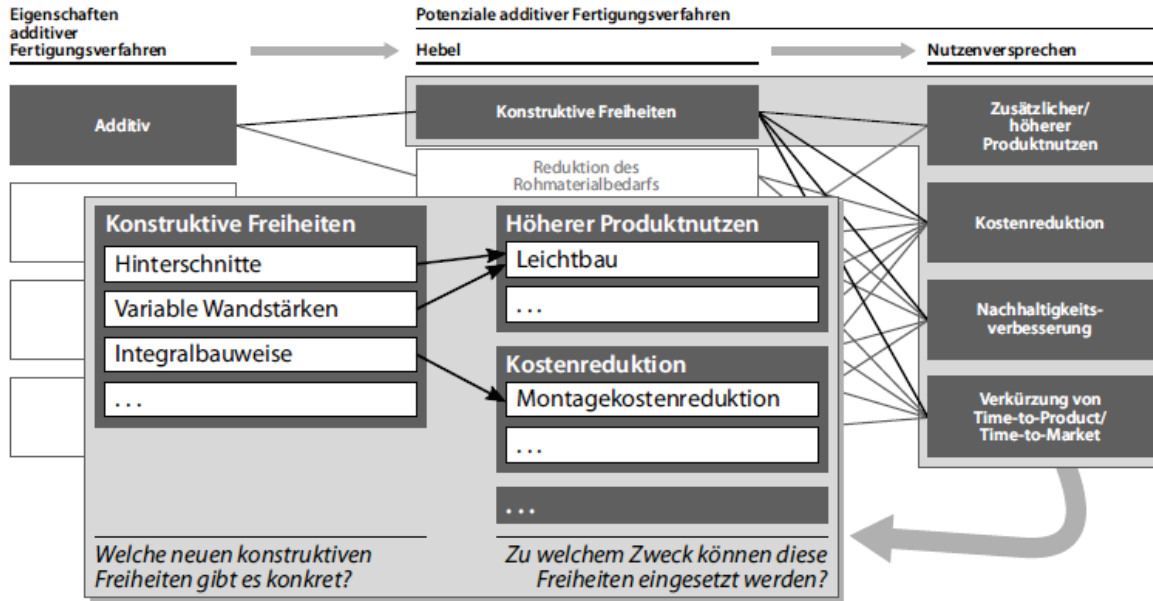 Eigenschaften
additiver
Fertigungsverfahren
Potenziale additiver Fertigungsverfahren
Hebel
Nutzenversprechen
Additiv
Konstruktive Freiheiten
Zusätzlicher/
höherer
Produktnutzen
Reduktion des
Rohmaterialbedarfs
Kostenreduktion
Nachhaltigkeits-
verbesserung
Verkürzung von
Time-to-Product/
Time-to-Market
Konstruktive Freiheiten
Hinterschnitte
Variable Wandstärken
Integralbauweise
...
Höherer Produktnutzen
Leichtbau
...
Kostenreduktion
Montagekostenreduktion
...
...
Welche neuen konstruktiven
Freiheiten gibt es konkret?
Zu welchem Zweck können diese
Freiheiten eingesetzt werden?